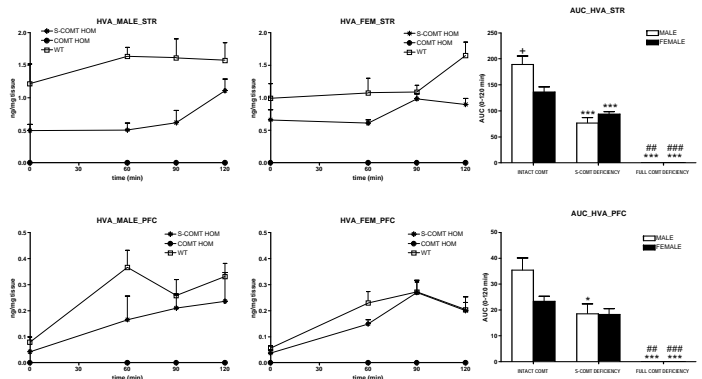 HVA_MALE_STR
S-COMT HOM
COMT HOM
WT
ng/mg tissue
2.0
1.5
1.0
0.5
0.0
0 30 60 90 120
time (min)
HVA_FEM_STR
S-COMT HOM
COMT HOM
WT
ng/mg tissue
2.0
1.5
1.0
0.5
0.0
0 30 60 90 120
time (min)
AUC_HVA_STR
MALE
FEMALE
AUC (0-120 min)
250
200
150
100
50
0
+
*** ***
## ###
*** ***
INTACT COMT S-COMT DEFICIENCY FULL COMT DEFICIENCY
HVA_MALE_PFC
S-COMT HOM
COMT HOM
WT
ng/mg tissue
0.5
0.4
0.3
0.2
0.1
0.0
0 30 60 90 120
time (min)
HVA_FEM_PFC
S-COMT HOM
COMT HOM
WT
ng/mg tissue
0.5
0.4
0.3
0.2
0.1
0.0
0 30 60 90 120
time (min)
AUC_HVA_PFC
MALE
FEMALE
AUC (0-120 min)
50
40
30
20
10
0
*
## ###
*** ***
INTACT COMT S-COMT DEFICIENCY FULL COMT DEFICIENCY